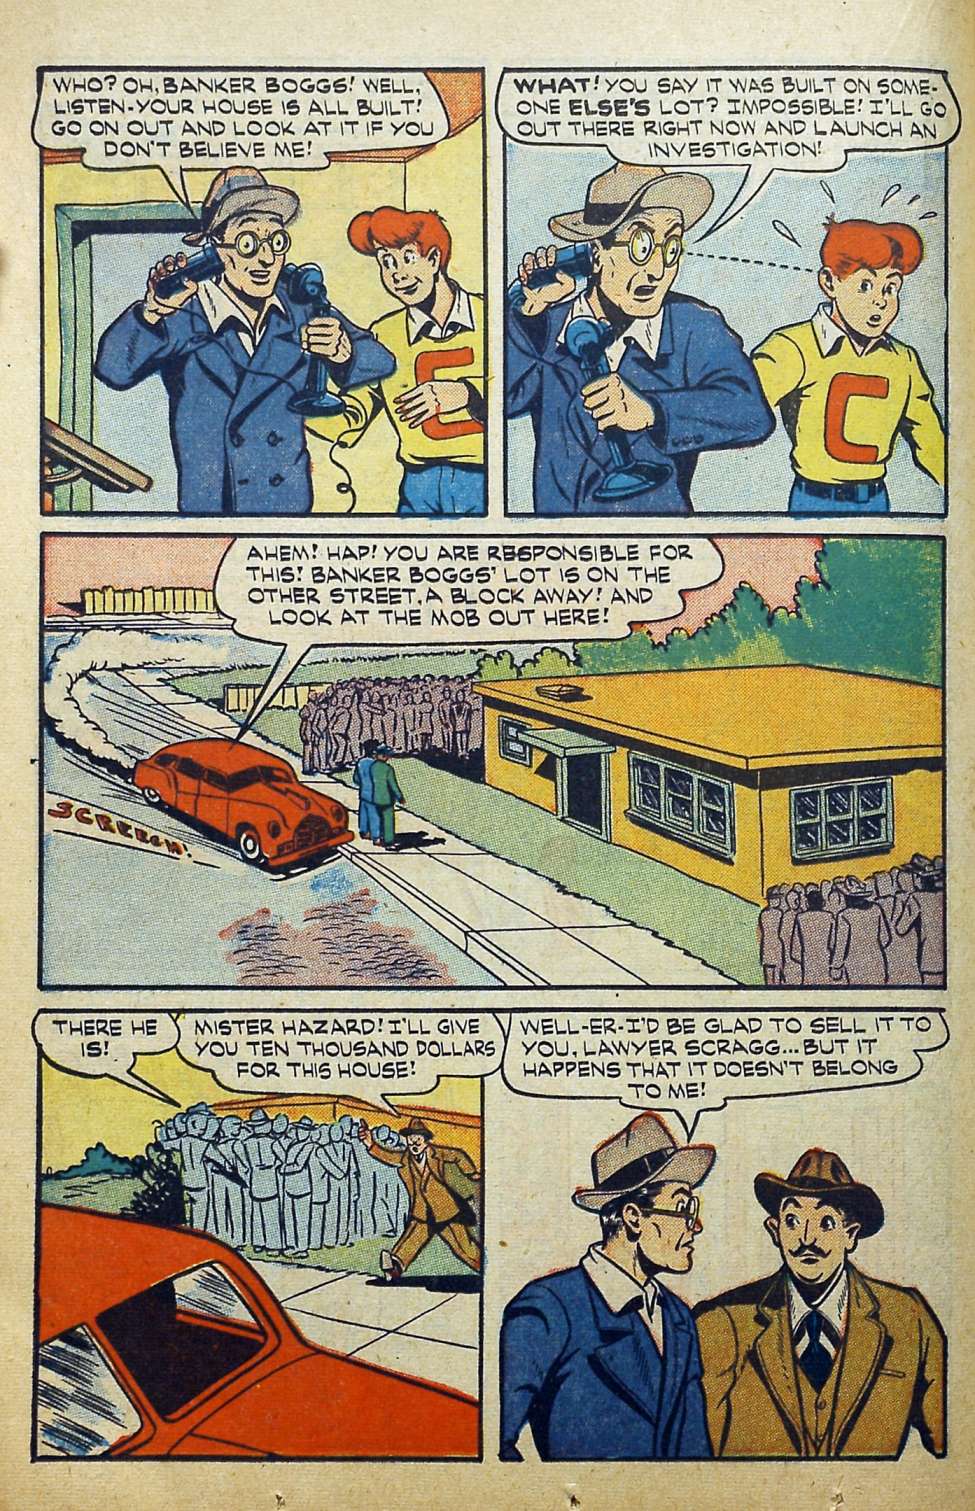 WHO? OH, BANKER BOGGS! WELL,
LISTEN-YOUR HOUSE IS ALL BUILT!
GO ON OUT AND LOOK AT IT IF YOU
DON'T BELIEVE ME!
WHAT! YOU SAY IT WAS BUILT ON SOME-
ONE ELSE'S LOT? IMPOSSIBLE! I'LL GO
OUT THERE RIGHT NOW AND LAUNCH AN
INVESTIGATION!
C
C
AHEM! HAP! YOU ARE RESPONSIBLE FOR
THIS! BANKER BOGGS' LOT IS ON THE
OTHER STREET, A BLOCK AWAY! AND
LOOK AT THE MOB OUT HERE!
SCREECH!
THERE HE
IS!
MISTER HAZARD! I'LL GIVE
YOU TEN THOUSAND DOLLARS
FOR THIS HOUSE!
WELL-ER-I'D BE GLAD TO SELL IT TO
YOU, LAWYER SCRAGG... BUT IT
HAPPENS THAT IT DOESN'T BELONG
TO ME!